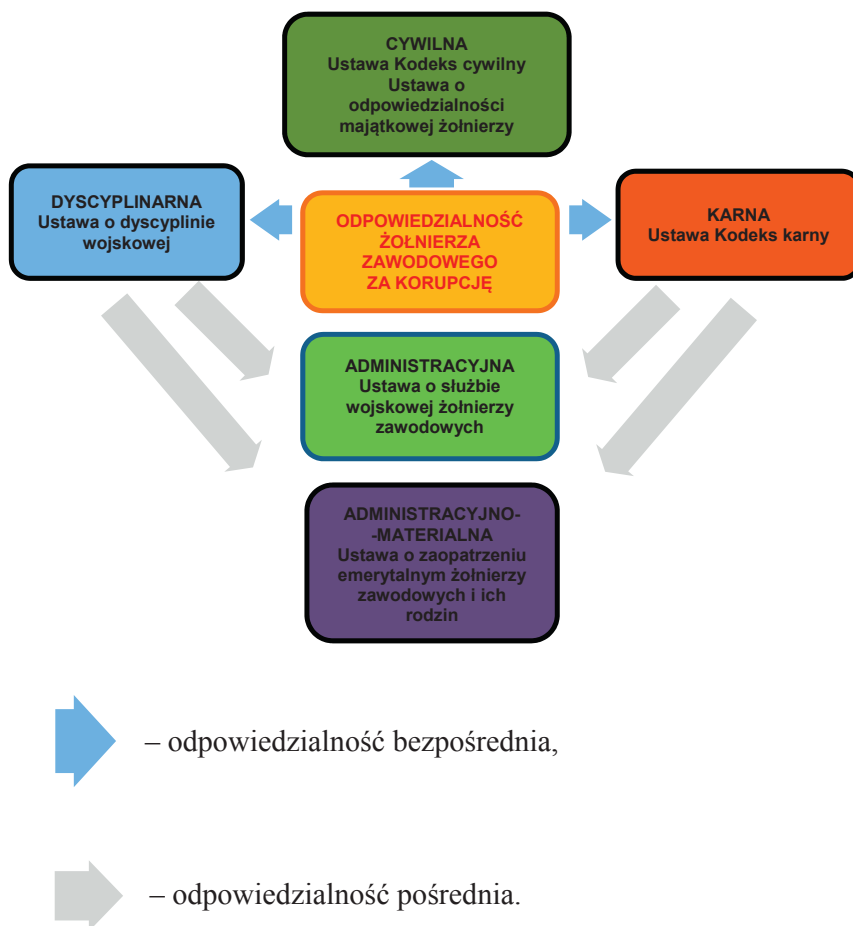 CYWILNA
Ustawa Kodeks cywilny
Ustawa o
odpowiedzialności
majątkowej żołnierzy
DYSCYPLINARNA
Ustawa o dyscyplinie
wojskowej
ODPOWIEDZIALNOŚĆ
ŻOŁNIERZA
ZAWODOWEGO
ZA KORUPCJĘ
KARNA
Ustawa Kodeks karny
ADMINISTRACYJNA
Ustawa o służbie
wojskowej żołnierzy
zawodowych
ADMINISTRACYJNO-
-MATERIALNA
Ustawa o zaopatrzeniu
emerytalnym żołnierzy
zawodowych i ich
rodzin
– odpowiedzialność bezpośrednia,
– odpowiedzialność pośrednia.